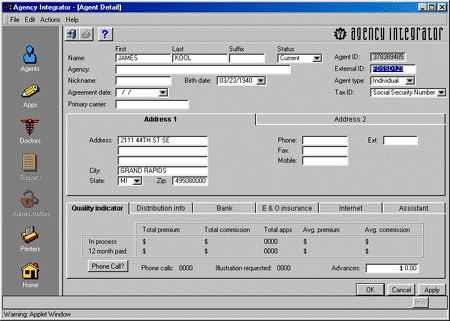 Agency Integrator - [Agent Detail]
File Edit Actions Help
agency integrator
First Last Suffix Status
Name: JAMES KOOL Current Agent ID: 378388485
Agency: External ID: FDSSD123
Nickname: Birth date: 03/23/1940 Agent type: Individual
Agreement date: / / Tax ID: Social Security Number
Primary carrier:
Agents
Apps
Doctors
Reports
Administration
Printers
Home
Address 1 Address 2
Address: 2111 44TH ST SE Phone: Ext:
Fax:
Mobile:
City: GRAND RAPIDS
State: MI Zip: 495080000
Quality indicator Distribution info Bank E & O insurance Internet Assistant
Total premium Total commission Total apps Avg. premium Avg. commission
In process $ $ 0000 $ $
12 month paid $ $ 0000 $ $
Phone Call? Phone calls: 0000 Illustration requested: 0000 Advances: $ 0.00
OK Cancel Apply
MW
Warning: Applet Window